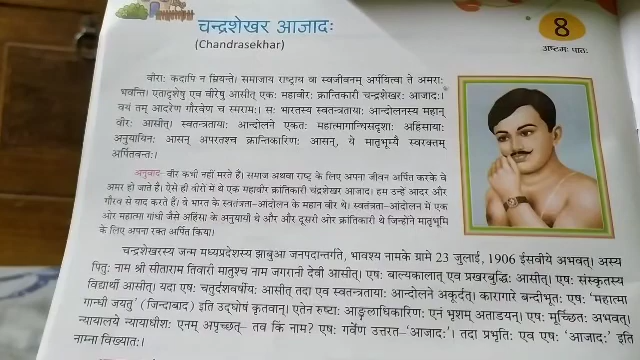 चन्द्रशेखर आजादः
(Chandrasekhar)
8
अष्टमः पाठः
वीराः कदापि न म्रियन्ते। समाजाय राष्ट्राय वा स्वजीवनम् अर्पयित्वा ते अमराः
भवन्ति। एतादृशेषु एव वीरेषु आसीत् एकः महावीरः क्रान्तिकारी चन्द्रशेखरः आजादः।
वयं तम् आदरेण गौरवेण च स्मरामः। सः भारतस्य स्वतन्त्रतायाः आन्दोलनस्य महान्
वीरः आसीत्। स्वतन्त्रतायाः आन्दोलने एकतः महात्मागान्धिसदृशाः अहिंसायाः
अनुयायिनः आसन् अपरतश्च क्रान्तिकारिणः आसन्, ये मातृभूम्यै स्वरक्तम्
अर्पितवन्तः।
अनुवाद- वीर कभी नहीं मरते हैं। समाज अथवा राष्ट्र के लिए अपना जीवन अर्पित करके वे
अमर हो जाते हैं। ऐसे ही वीरों में थे एक महावीर क्रांतिकारी चंद्रशेखर आजाद। हम उन्हें आदर और
गौरव से याद करते हैं। वे भारत के स्वतंत्रता-आंदोलन के महान वीर थे। स्वतंत्रता-आंदोलन में एक
ओर महात्मा गांधी जैसे अहिंसा के अनुयायी थे और और दूसरी ओर क्रांतिकारी थे जिन्होंने मातृभूमि
के लिए अपना रक्त अर्पित किया।
चन्द्रशेखरस्य जन्म मध्यप्रदेशस्य झाबुआ जनपदान्तर्गते, भावश्य नामके ग्रामे 23 जुलाई, 1906 ईसवीये अभवत्। अस्य
पितुः नाम श्री सीताराम तिवारी मातुश्च नाम जगरानी देवी आसीत्। एषः बाल्यकालात् एव प्रखरबुद्धिः आसीत्। एषः संस्कृतस्य
विद्यार्थी आसीत्। यदा एषः चतुर्दशवर्षीयः आसीत् तदा एव स्वतन्त्रतायाः आन्दोलने अकूर्दत्। कारागारे बन्दीभूतः एषः 'महात्मा
गान्धी जयतु' (जिन्दाबाद) इति उद्घोषं कृतवान्। एतेन रुष्टाः आङ्ग्लाधिकारिणः एनं भृशम् अताडयन्। एषः मूर्च्छितः अभवत्।
न्यायालये न्यायाधीशः एनम् अपृच्छत्– तव किं नाम? एषः गर्वेण उत्तरत–'आजादः'। तदा प्रभृतिः एव एषः 'आजादः' इति
नाम्ना विख्यातः।